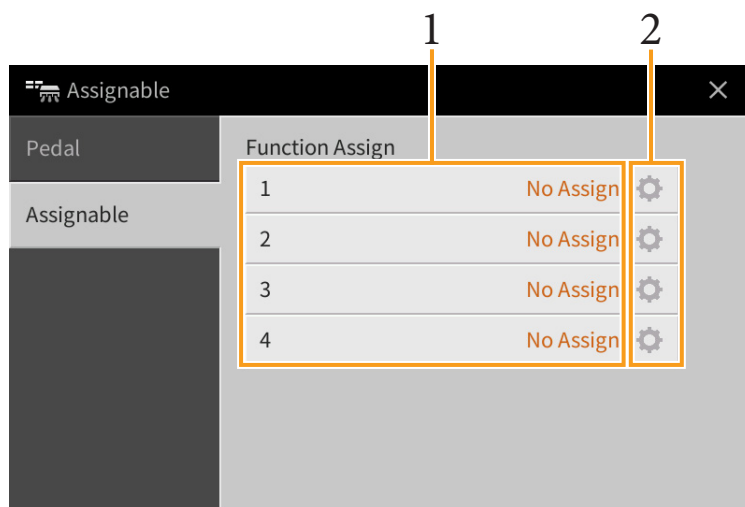 1 2
Assignable
Pedal
Assignable
Function Assign
1 No Assign
2 No Assign
3 No Assign
4 No Assign